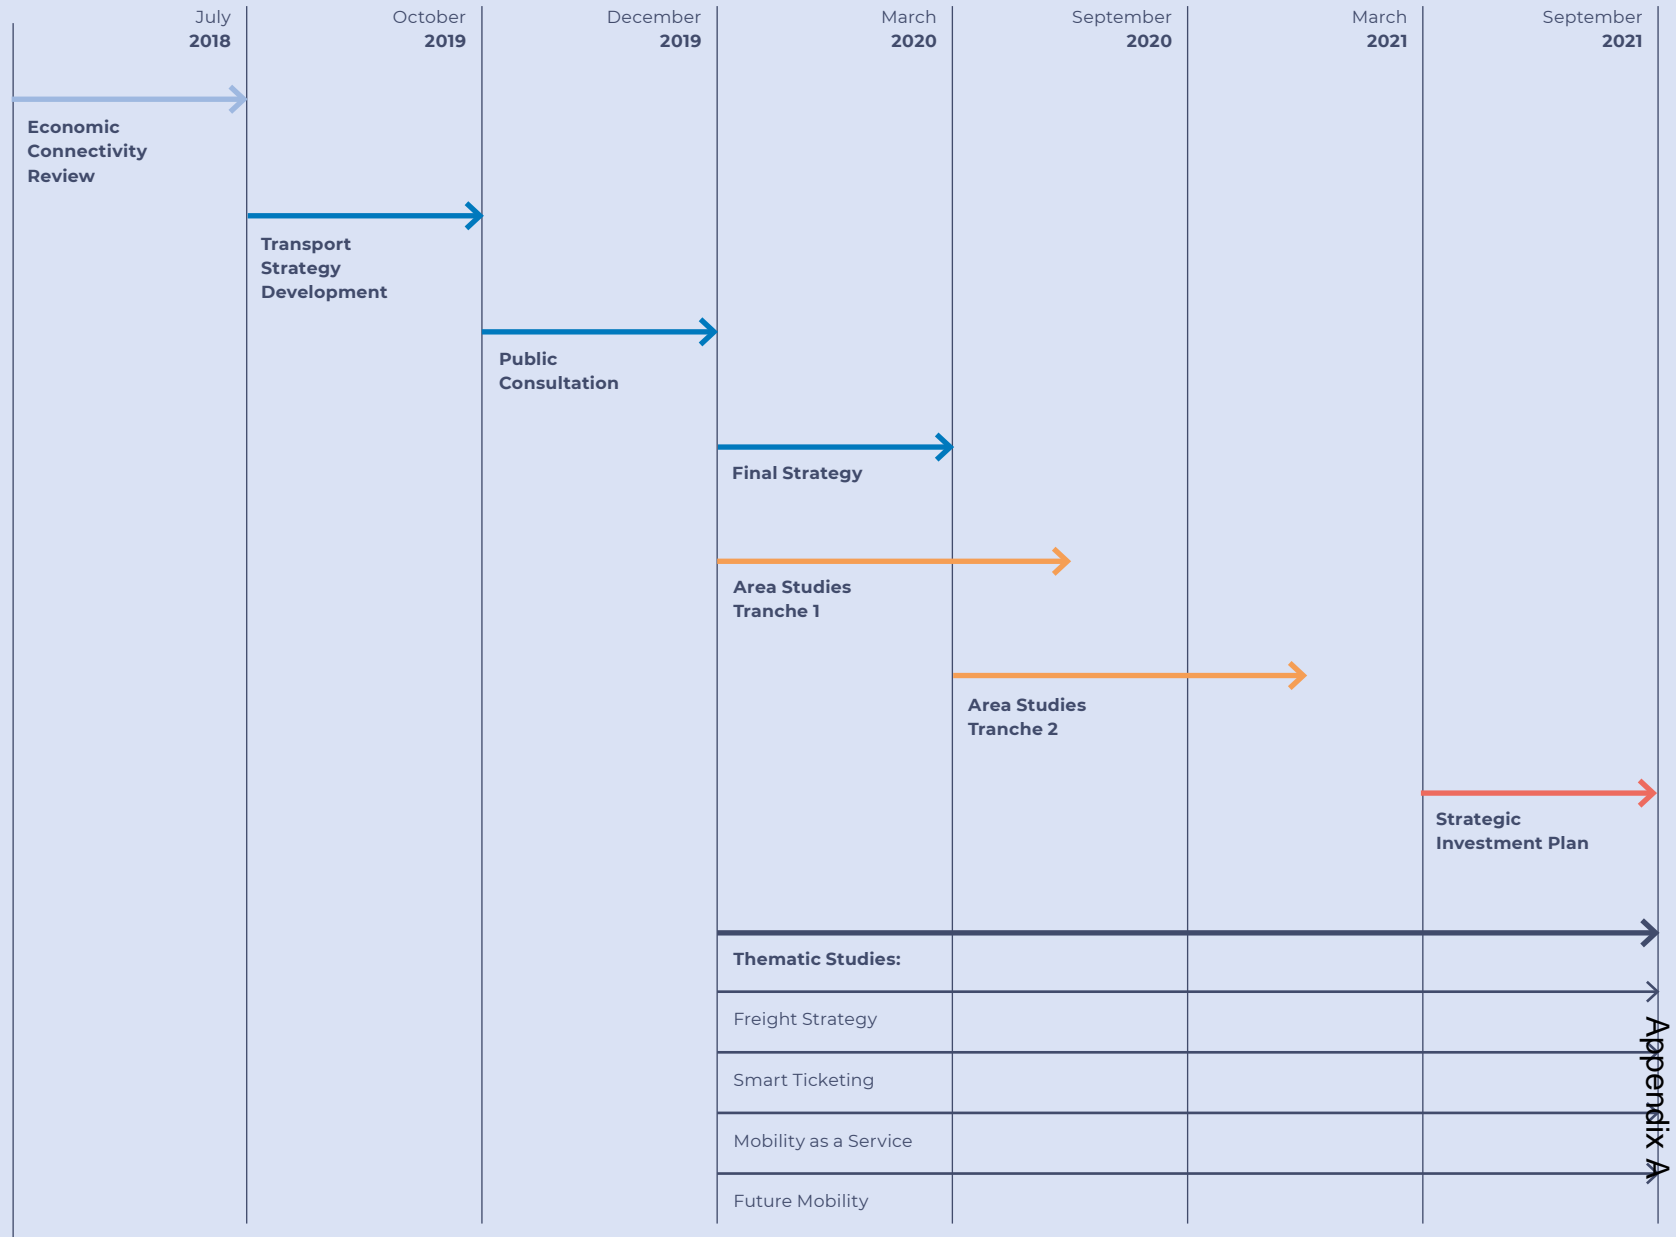 July
2018
October
2019
December
2019
March
2020
September
2020
March
2021
September
2021
Economic
Connectivity
Review
Transport
Strategy
Development
Public
Consultation
Final Strategy
Area Studies
Tranche 1
Area Studies
Tranche 2
Strategic
Investment Plan
Thematic Studies:
Freight Strategy
Smart Ticketing
Mobility as a Service
Future Mobility
Appendix A